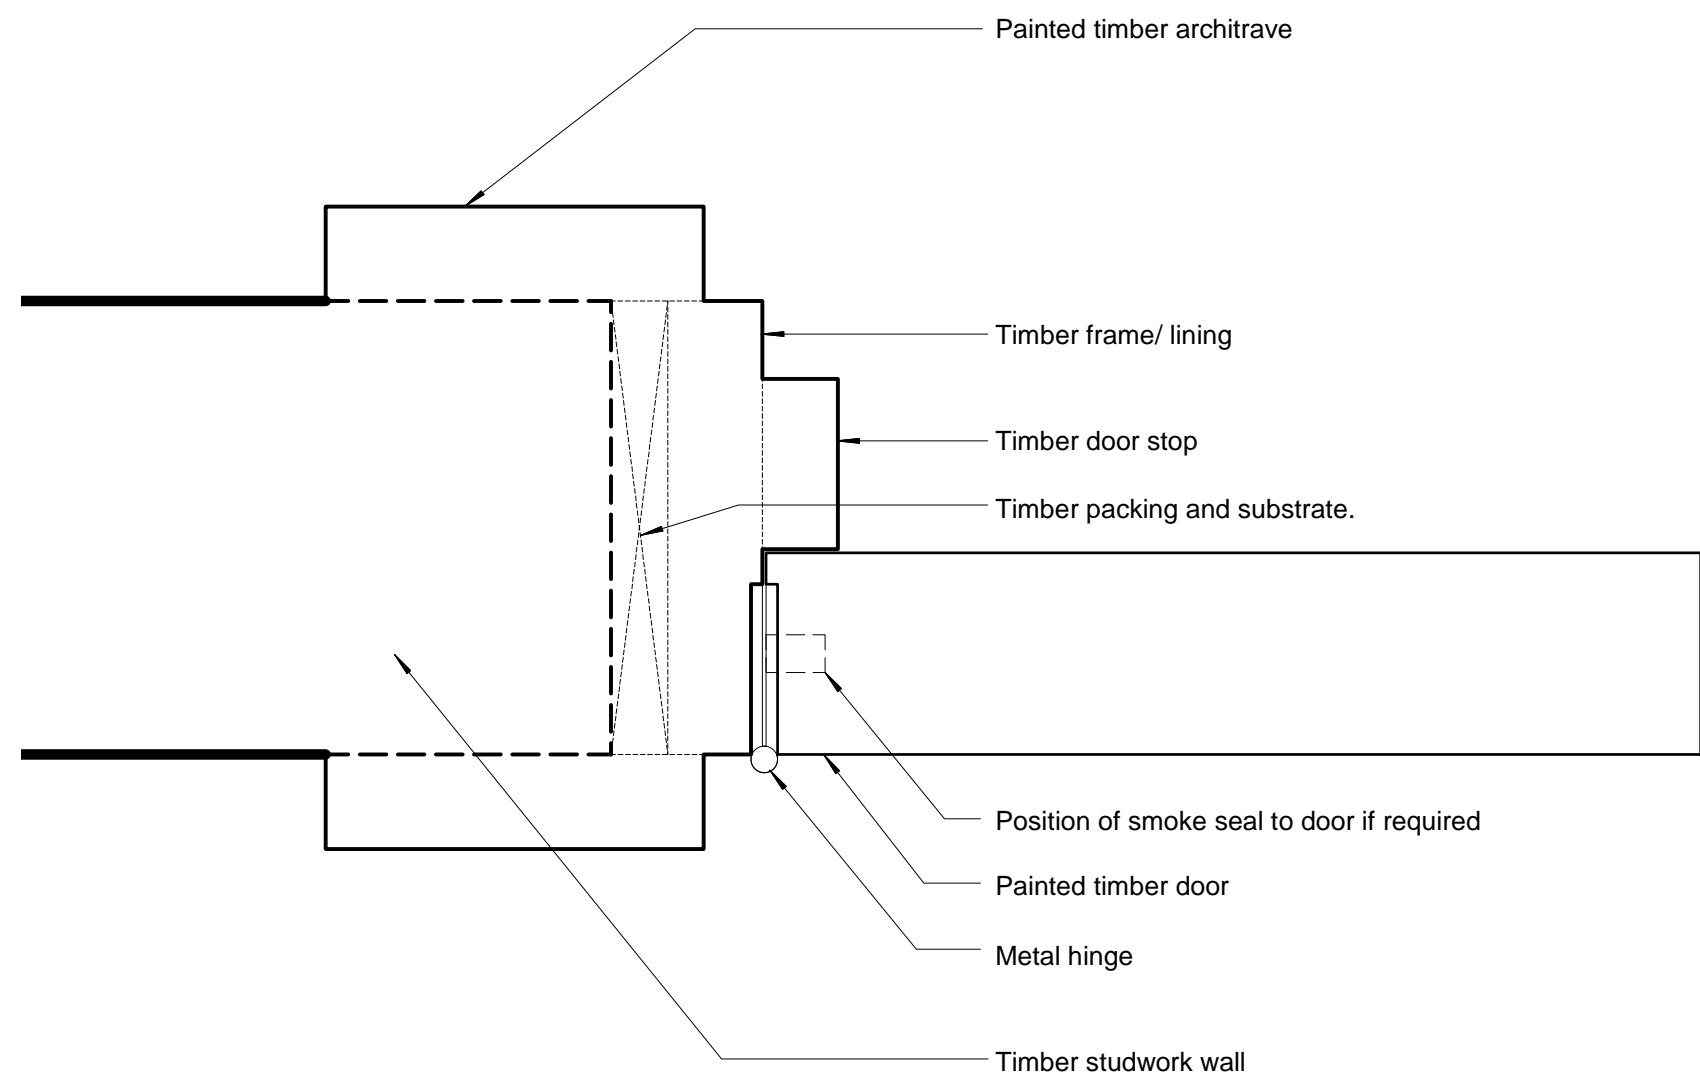 Painted timber architrave
Timber frame/ lining
Timber door stop
Timber packing and substrate.
Position of smoke seal to door if required
Painted timber door
Metal hinge
Timber studwork wall